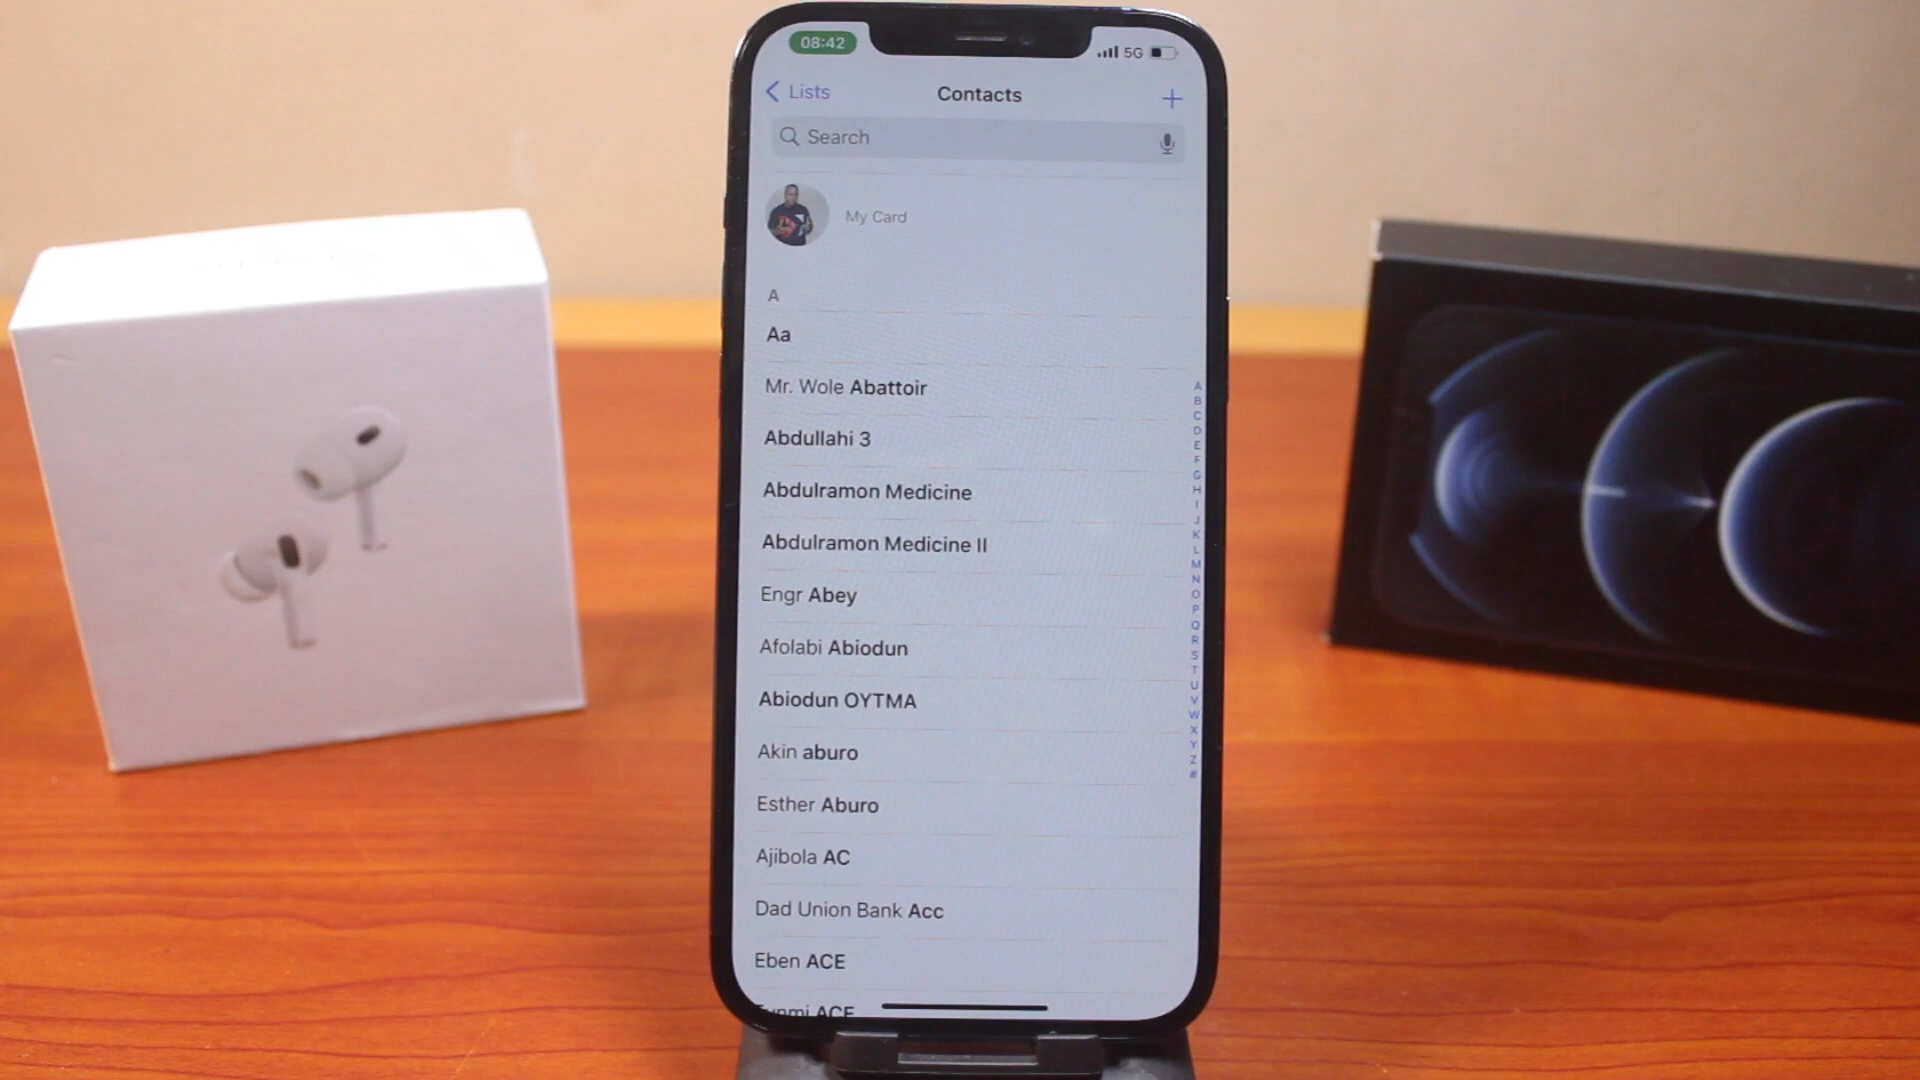 08:42
5G
Lists
Contacts
Search
My Card
A
Aa
Mr. Wole Abattoir
Abdullahi 3
Abdulramon Medicine
Abdulramon Medicine II
Engr Abey
Afolabi Abiodun
Abiodun OYTMA
Akin aburo
Esther Aburo
Ajibola AC
Dad Union Bank Acc
Eben ACE
ACE
A
B
C
D
E
F
G
H
I
J
K
L
M
N
O
P
Q
R
S
T
U
V
W
X
Y
Z
#